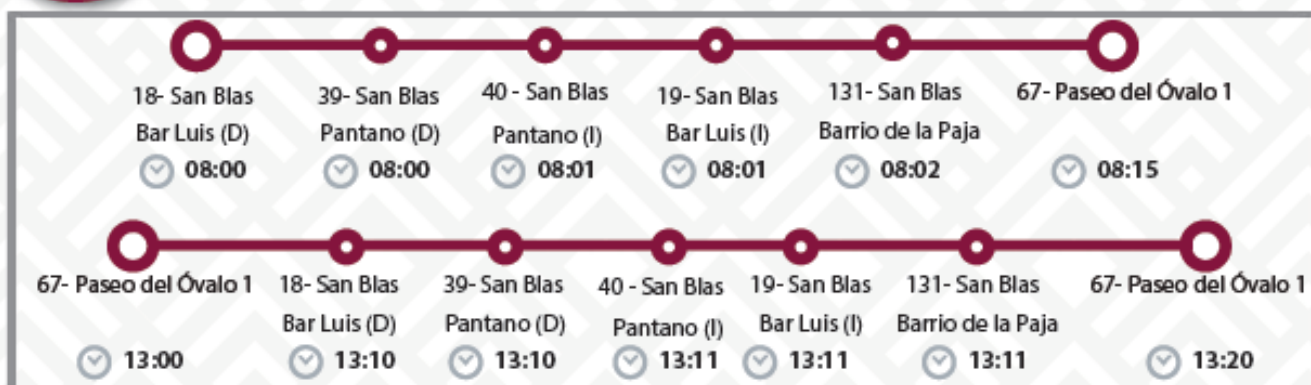 18- San Blas
Bar Luis (D)
08:00
39- San Blas
Pantano (D)
08:00
40 - San Blas
Pantano (I)
08:01
19- San Blas
Bar Luis (I)
08:01
131- San Blas
Barrio de la Paja
08:02
67- Paseo del Óvalo 1
08:15
67- Paseo del Óvalo 1
13:00
18- San Blas
Bar Luis (D)
13:10
39- San Blas
Pantano (D)
13:10
40 - San Blas
Pantano (I)
13:11
19- San Blas
Bar Luis (I)
13:11
131- San Blas
Barrio de la Paja
13:11
67- Paseo del Óvalo 1
13:20